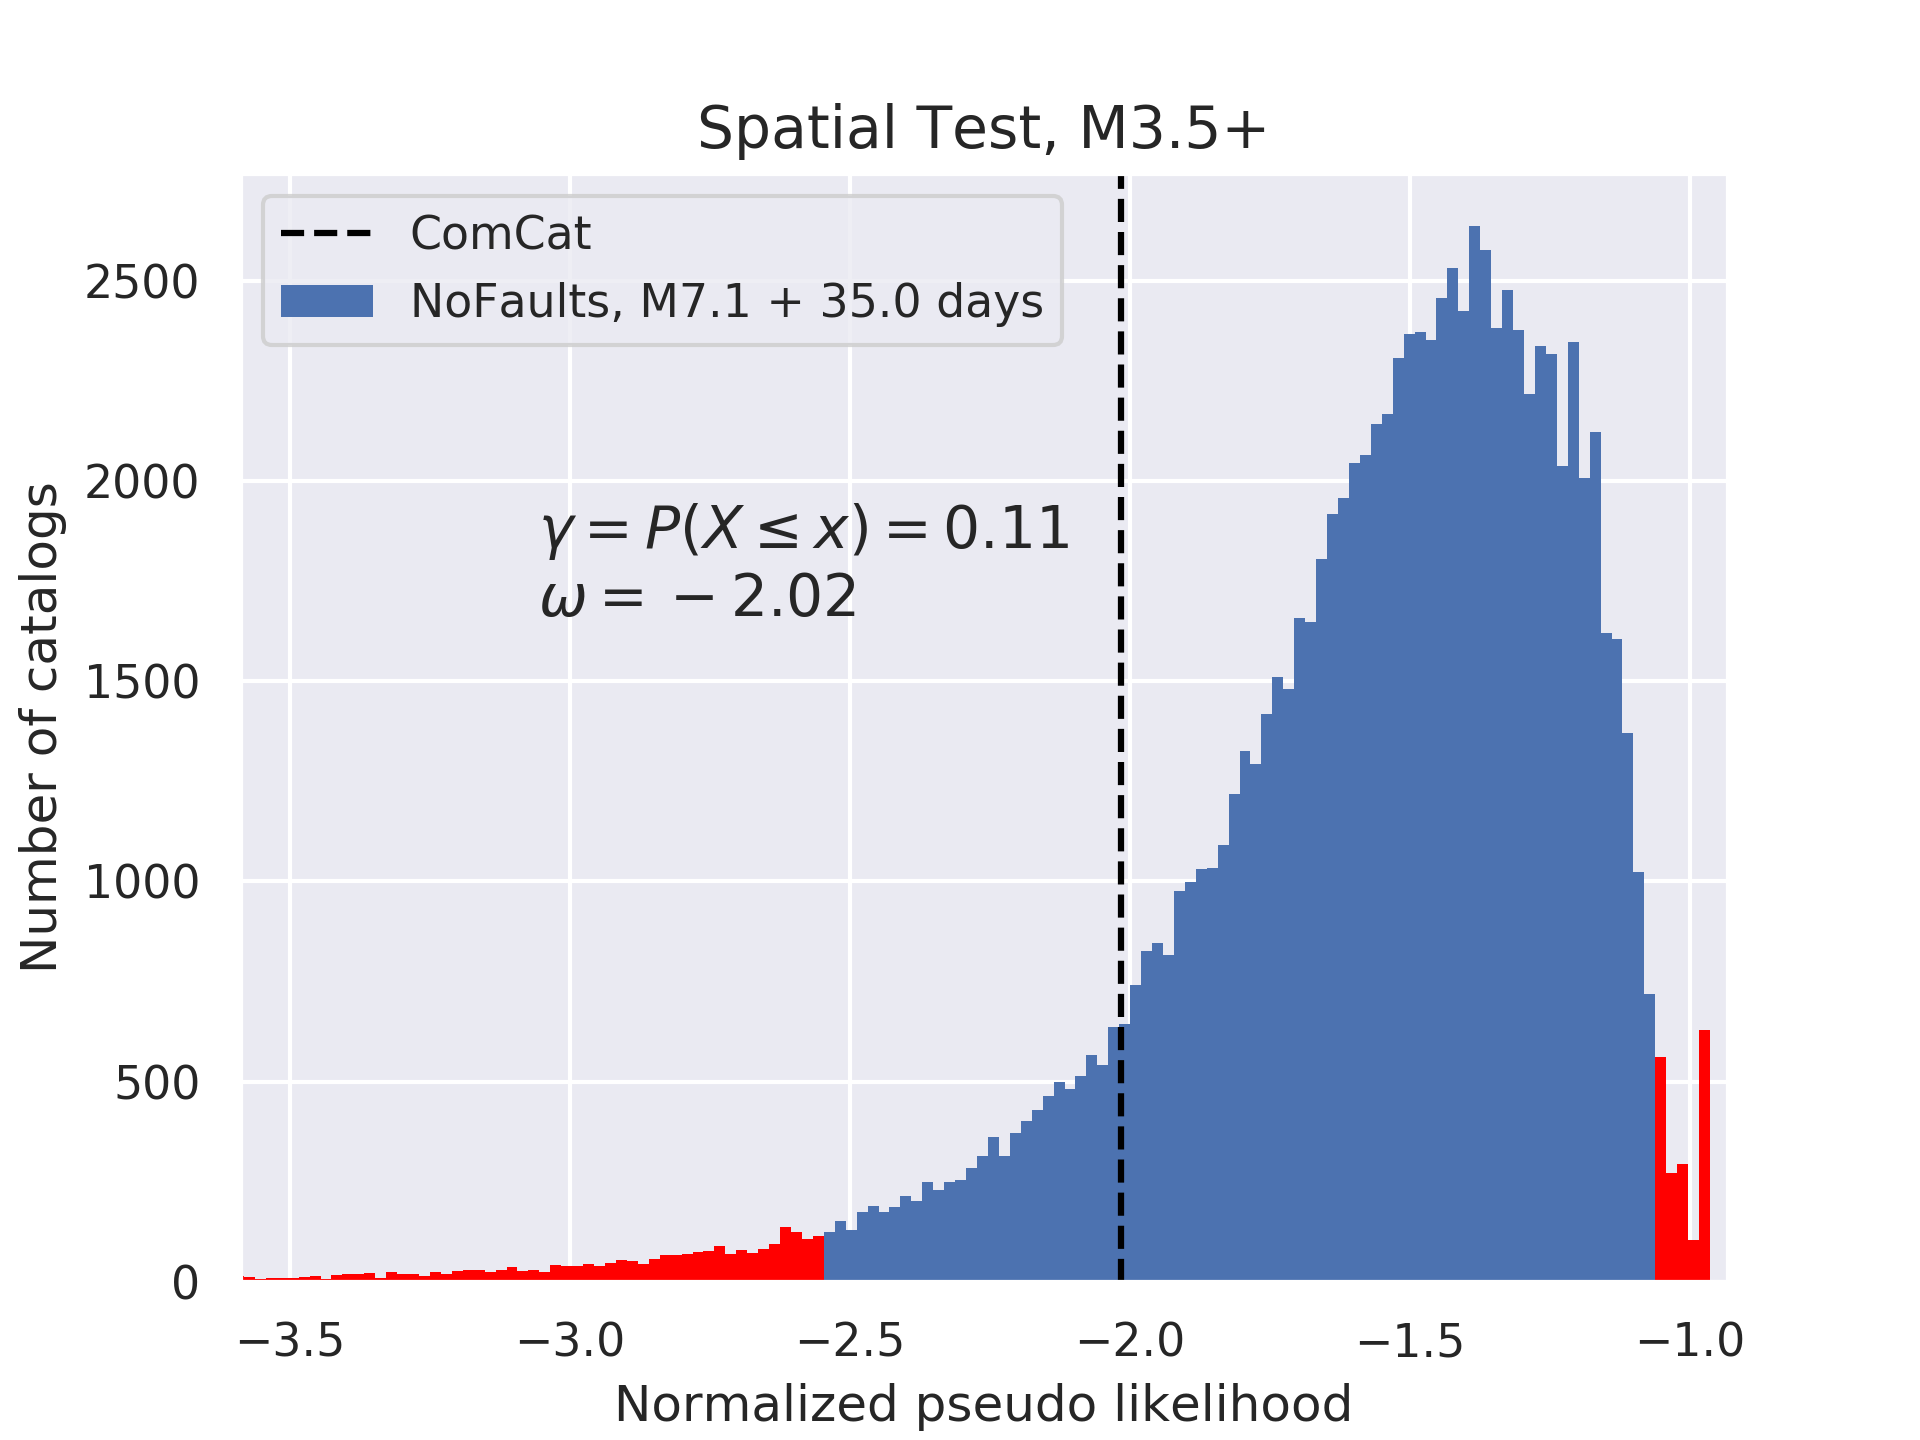 Spatial Test, M3.5+
ComCat
NoFaults, M7.1 + 35.0 days
γ = P(X ≤ x) = 0.11
ω = −2.02
Number of catalogs
2500
2000
1500
1000
500
0
−3.5 −3.0 −2.5 −2.0 −1.5 −1.0
Normalized pseudo likelihood